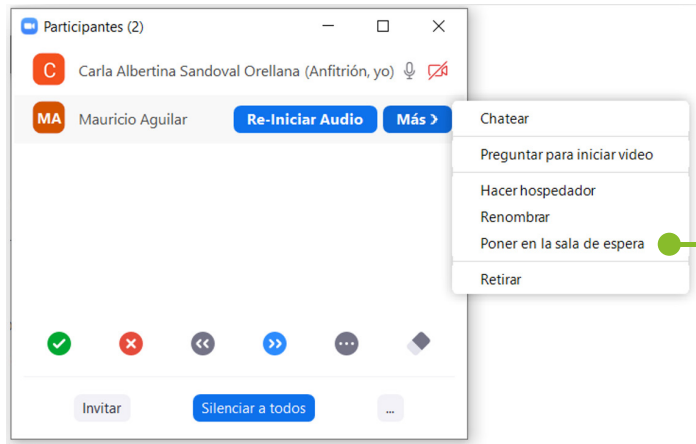 Participantes (2)
C Carla Albertina Sandoval Orellana (Anfitrión, yo)
MA Mauricio Aguilar Re-Iniciar Audio Más
Chatear
Preguntar para iniciar video
Hacer hospedador
Renombrar
Poner en la sala de espera
Retirar
Invitar Silenciar a todos ...